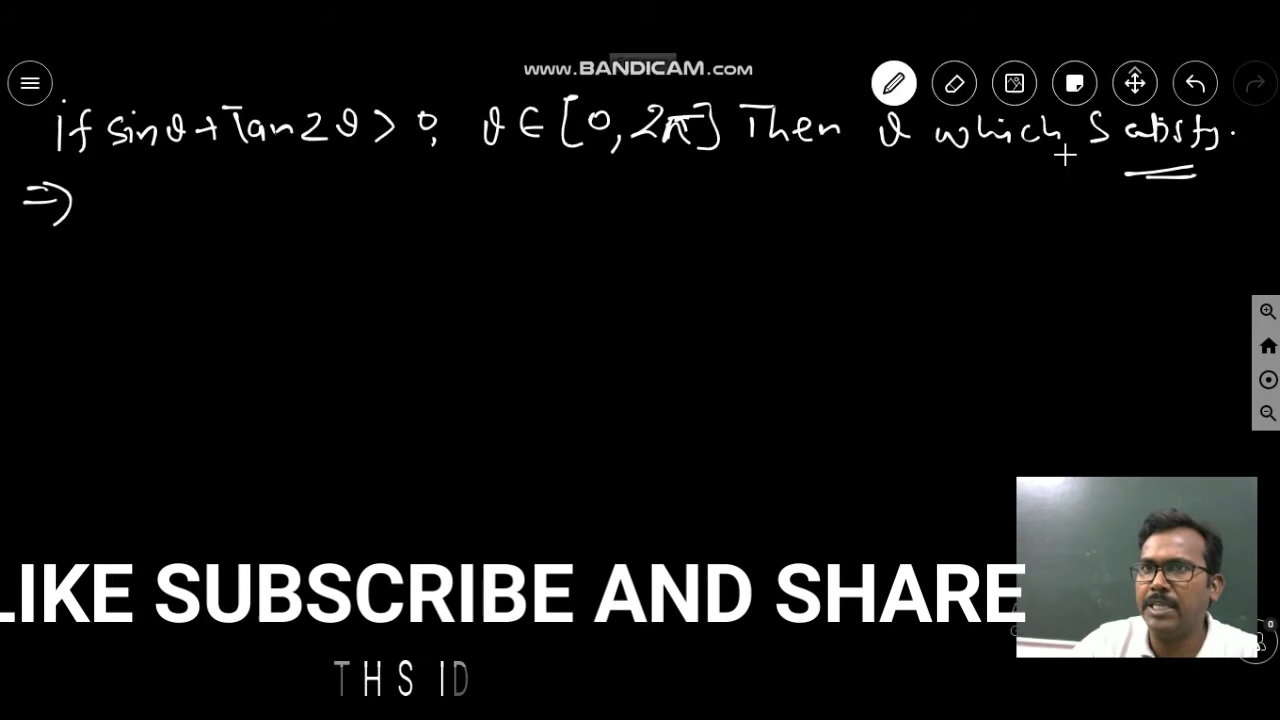 www.BANDICAM.com
if sinθ + Tan2θ > 0, θ ∈ [0, 2π] Then θ which satisfy.
⇒
LIKE SUBSCRIBE AND SHARE
THS ID